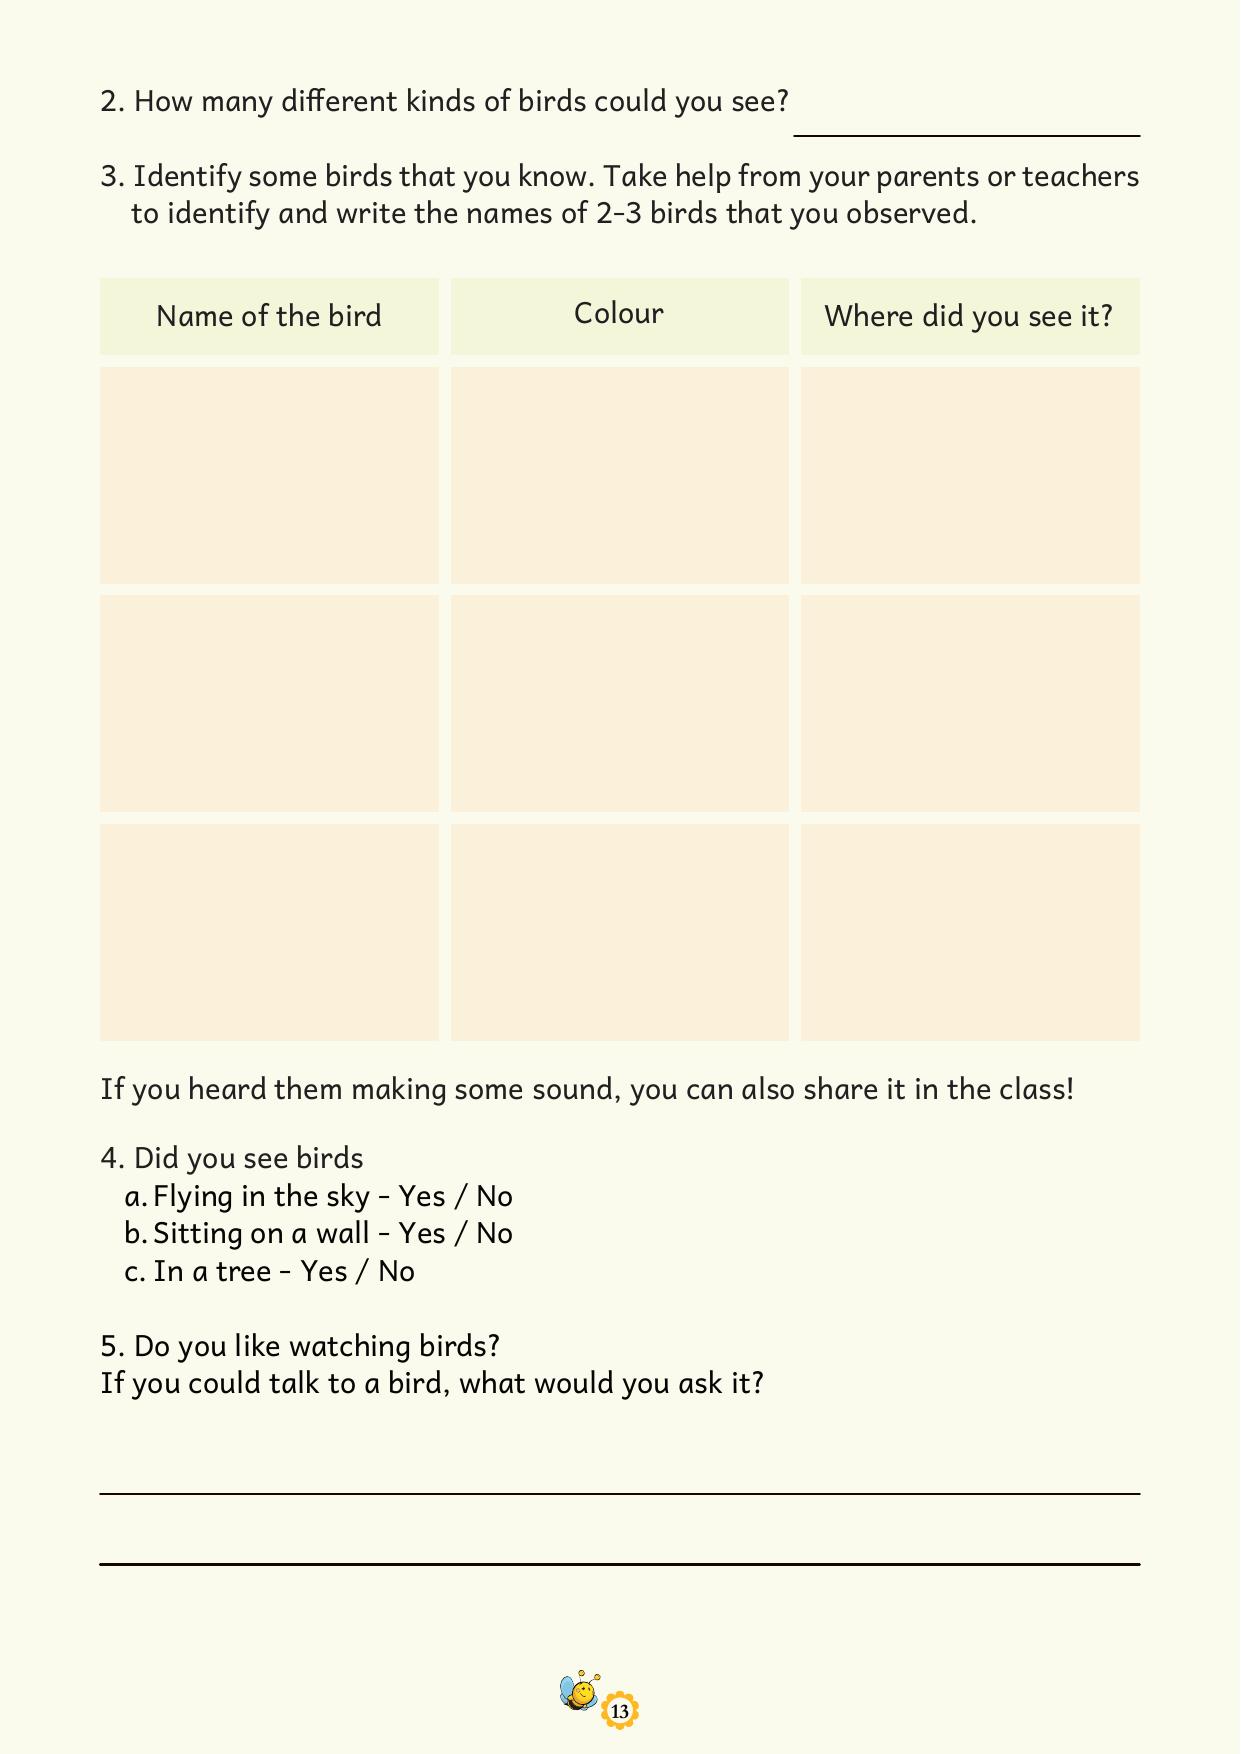 2. How many different kinds of birds could you see?
3. Identify some birds that you know. Take help from your parents or teachers
to identify and write the names of 2-3 birds that you observed.
Name of the bird
Colour
Where did you see it?
If you heard them making some sound, you can also share it in the class!
4. Did you see birds
a. Flying in the sky - Yes / No
b. Sitting on a wall - Yes / No
c. In a tree - Yes / No
5. Do you like watching birds?
If you could talk to a bird, what would you ask it?
13